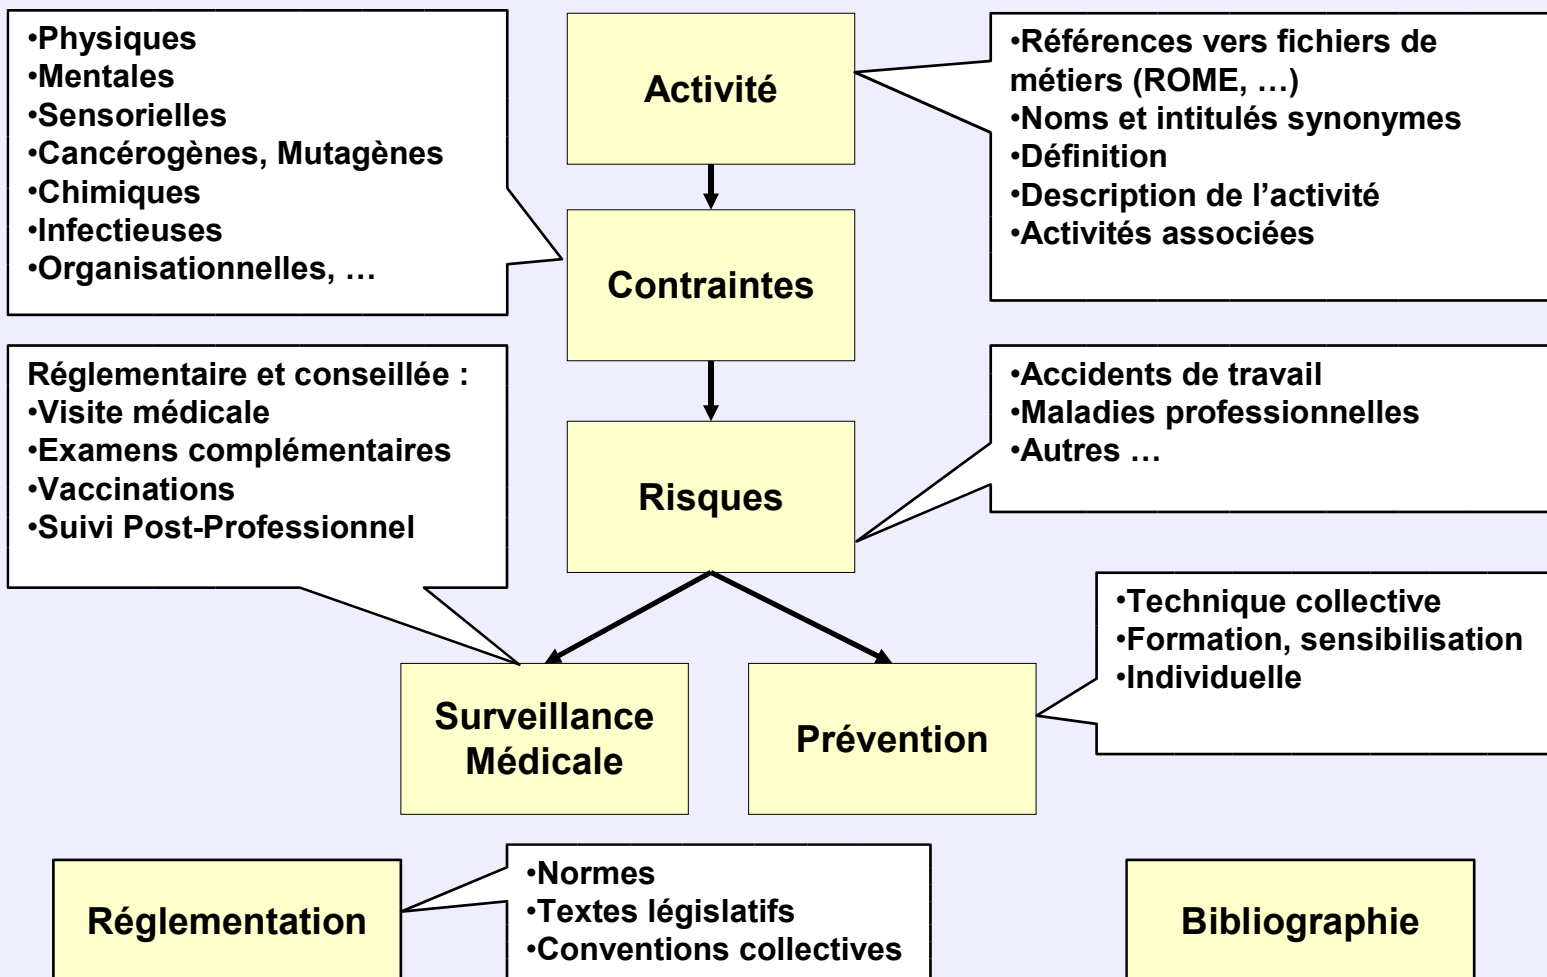 •Physiques
•Mentales
•Sensorielles
•Cancérogènes, Mutagènes
•Chimiques
•Infectieuses
•Organisationnelles, …
Activité
•Références vers fichiers de
métiers (ROME, …)
•Noms et intitulés synonymes
•Définition
•Description de l’activité
•Activités associées
Contraintes
Réglementaire et conseillée :
•Visite médicale
•Examens complémentaires
•Vaccinations
•Suivi Post-Professionnel
Risques
•Accidents de travail
•Maladies professionnelles
•Autres …
Surveillance
Médicale
Prévention
•Technique collective
•Formation, sensibilisation
•Individuelle
Réglementation
•Normes
•Textes législatifs
•Conventions collectives
Bibliographie